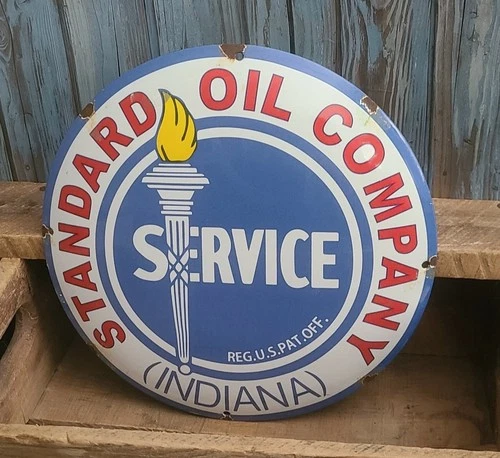 STANDARD OIL COMPANY
SERVICE
REG.U.S.PAT.OFF.
(INDIANA)